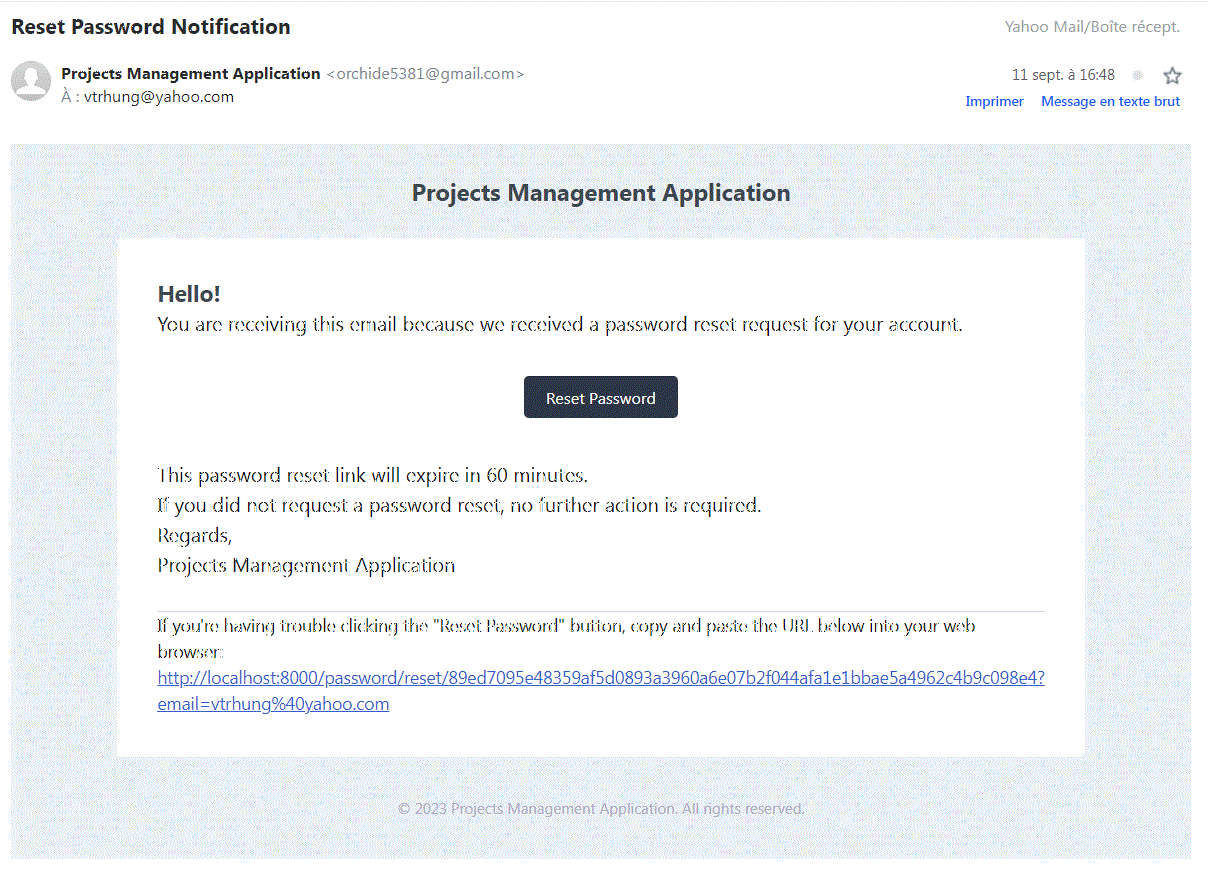 Reset Password Notification
Yahoo Mail/Boîte récept.
Projects Management Application <orchide5381@gmail.com>
11 sept. à 16:48
À : vtrhung@yahoo.com
Imprimer Message en texte brut
Projects Management Application
Hello!
You are receiving this email because we received a password reset request for your account.
Reset Password
This password reset link will expire in 60 minutes.
If you did not request a password reset, no further action is required.
Regards,
Projects Management Application
If you're having trouble clicking the "Reset Password" button, copy and paste the URL below into your web
browser:
http://localhost:8000/password/reset/89ed7095e48359af5d0893a3960a6e07b2f044afa1e1bbae5a4962c4b9c098e4?
email=vtrhung%40yahoo.com
© 2023 Projects Management Application. All rights reserved.